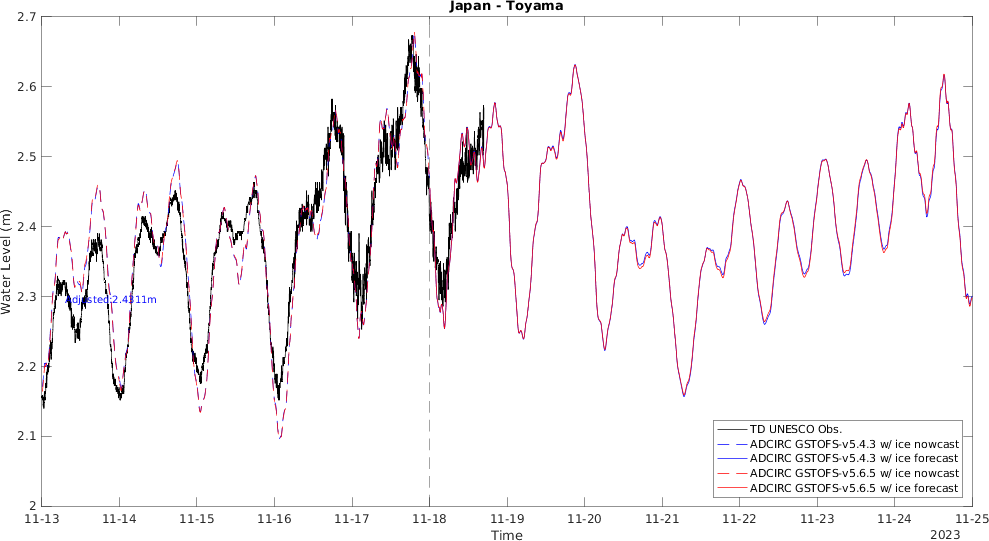 Japan - Toyama
2.7
2.6
2.5
2.4
2.3
2.2
2.1
2
Water Level (m)
Adjusted:2.4311m
TD UNESCO Obs.
ADCIRC GSTOFS-v5.4.3 w/ ice nowcast
ADCIRC GSTOFS-v5.4.3 w/ ice forecast
ADCIRC GSTOFS-v5.6.5 w/ ice nowcast
ADCIRC GSTOFS-v5.6.5 w/ ice forecast
11-13 11-14 11-15 11-16 11-17 11-18 11-19 11-20 11-21 11-22 11-23 11-24 11-25
Time
2023